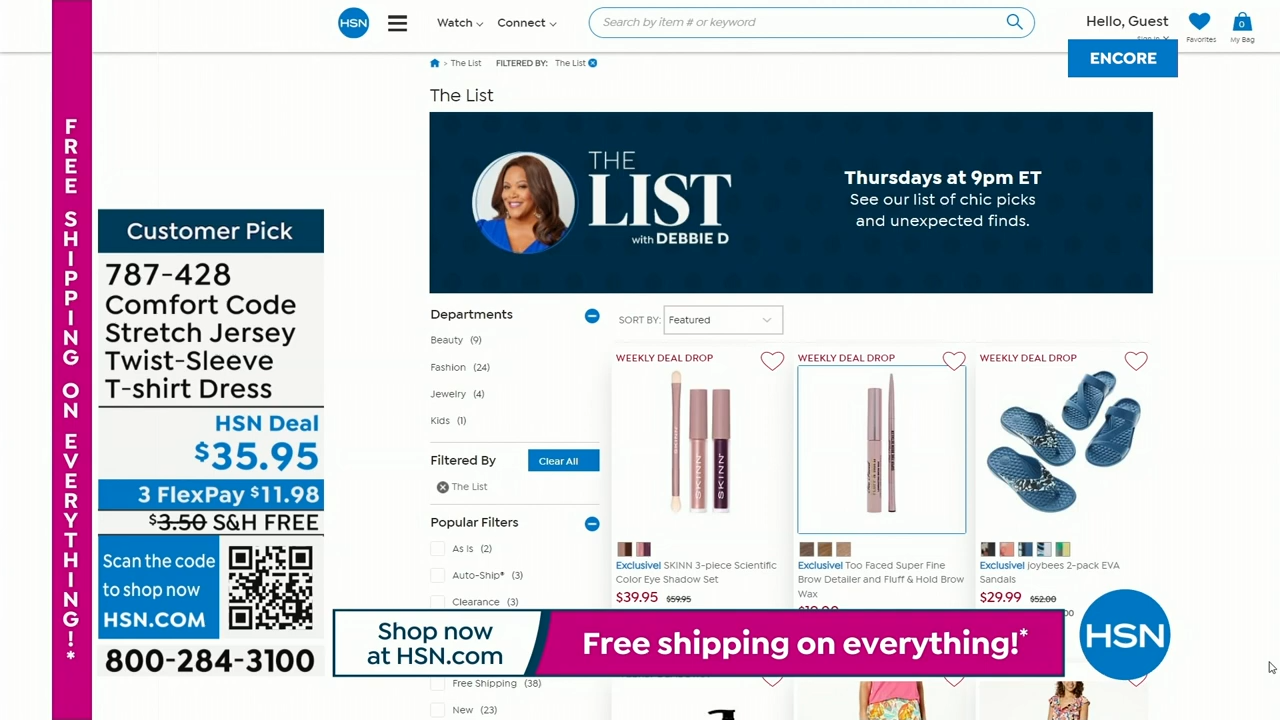 HSN
Watch
Connect
Search by item # or keyword
Hello, Guest
Sign In
Favorites
0
My Bag
ENCORE
> The List
FILTERED BY: The List
The List
THE
LIST
with DEBBIE D
Thursdays at 9pm ET
See our list of chic picks
and unexpected finds.
FREE SHIPPING ON EVERYTHING!*
Customer Pick
787-428
Comfort Code
Stretch Jersey
Twist-Sleeve
T-shirt Dress
HSN Deal
$35.95
3 FlexPay $11.98
$3.50 S&H FREE
Scan the code
to shop now
HSN.COM
800-284-3100
Departments
Beauty (9)
Fashion (24)
Jewelry (4)
Kids (1)
Filtered By
Clear All
The List
Popular Filters
As Is (2)
Auto-Ship® (3)
Clearance (3)
Free Shipping (38)
New (23)
SORT BY: Featured
WEEKLY DEAL DROP
SKINN
SKINN
SKINN
Exclusive! SKINN 3-piece Scientific
Color Eye Shadow Set
$39.95 $59.95
WEEKLY DEAL DROP
Exclusive! Too Faced Super Fine
Brow Detailer and Fluff & Hold Brow
Wax
WEEKLY DEAL DROP
Exclusive! joybees 2-pack EVA
Sandals
$29.99 $52.00
Shop now
at HSN.com
Free shipping on everything!*
HSN